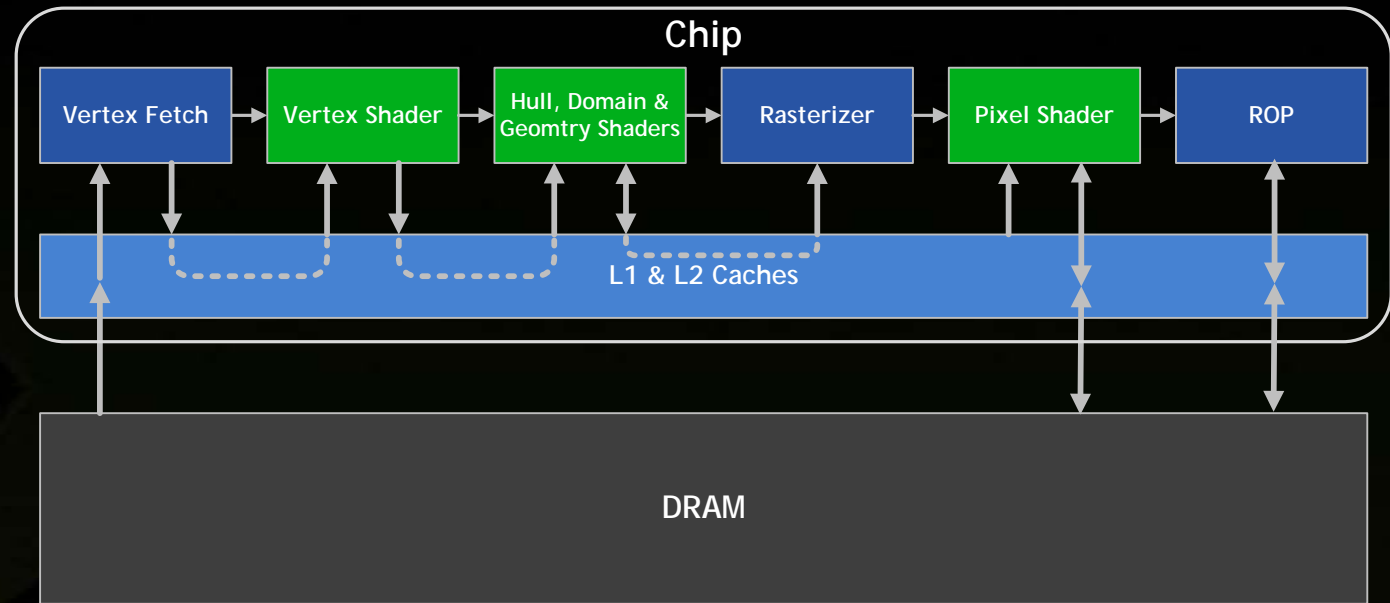 Chip
Vertex Fetch
Vertex Shader
Hull, Domain &
Geomtry Shaders
Rasterizer
Pixel Shader
ROP
L1 & L2 Caches
DRAM